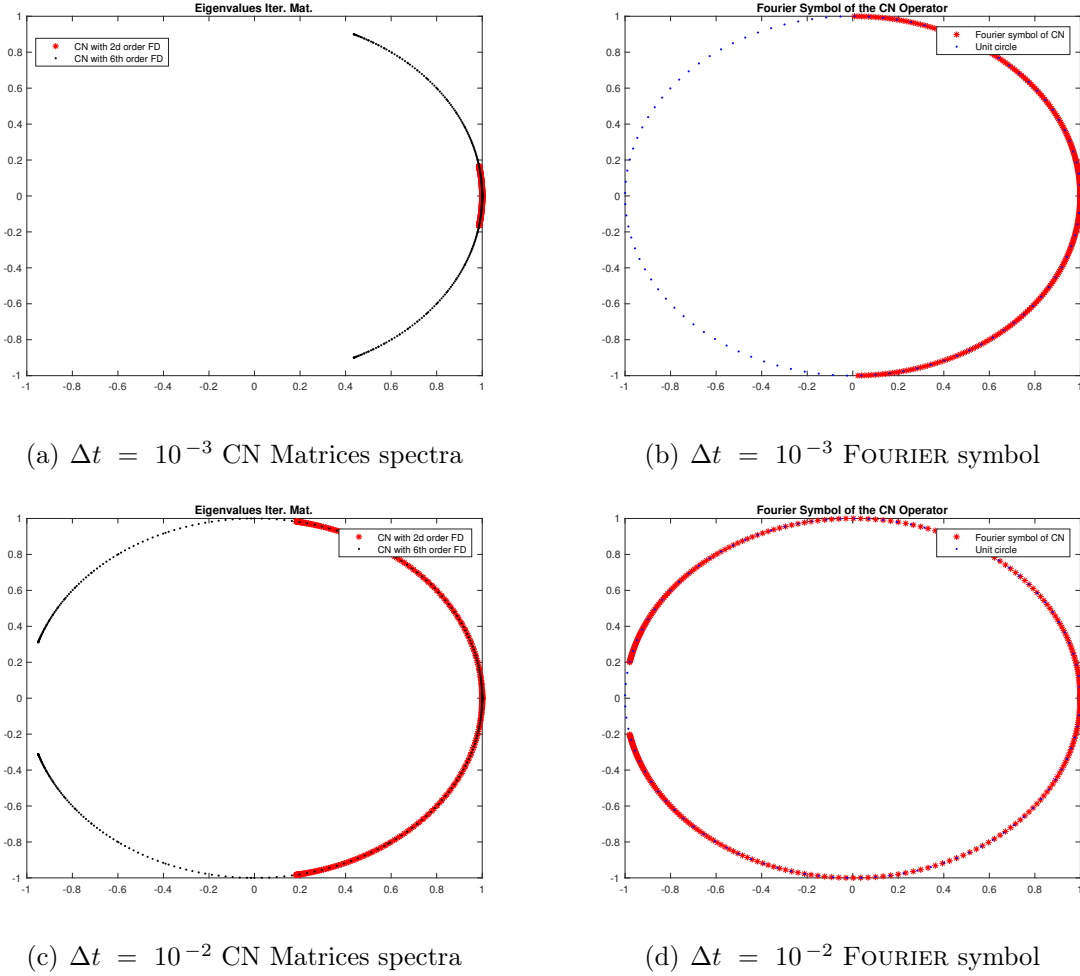 Eigenvalues Iter. Mat.
CN with 2d order FD
CN with 6th order FD
1
0.8
0.6
0.4
0.2
0
-0.2
-0.4
-0.6
-0.8
-1
-1 -0.8 -0.6 -0.4 -0.2 0 0.2 0.4 0.6 0.8 1
Fourier Symbol of the CN Operator
Fourier symbol of CN
Unit circle
1
0.8
0.6
0.4
0.2
0
-0.2
-0.4
-0.6
-0.8
-1
-1 -0.8 -0.6 -0.4 -0.2 0 0.2 0.4 0.6 0.8 1
(a) Δt = 10⁻³ CN Matrices spectra
(b) Δt = 10⁻³ FOURIER symbol
Eigenvalues Iter. Mat.
CN with 2d order FD
CN with 6th order FD
1
0.8
0.6
0.4
0.2
0
-0.2
-0.4
-0.6
-0.8
-1
-1 -0.8 -0.6 -0.4 -0.2 0 0.2 0.4 0.6 0.8 1
Fourier Symbol of the CN Operator
Fourier symbol of CN
Unit circle
1
0.8
0.6
0.4
0.2
0
-0.2
-0.4
-0.6
-0.8
-1
-1 -0.8 -0.6 -0.4 -0.2 0 0.2 0.4 0.6 0.8 1
(c) Δt = 10⁻² CN Matrices spectra
(d) Δt = 10⁻² FOURIER symbol